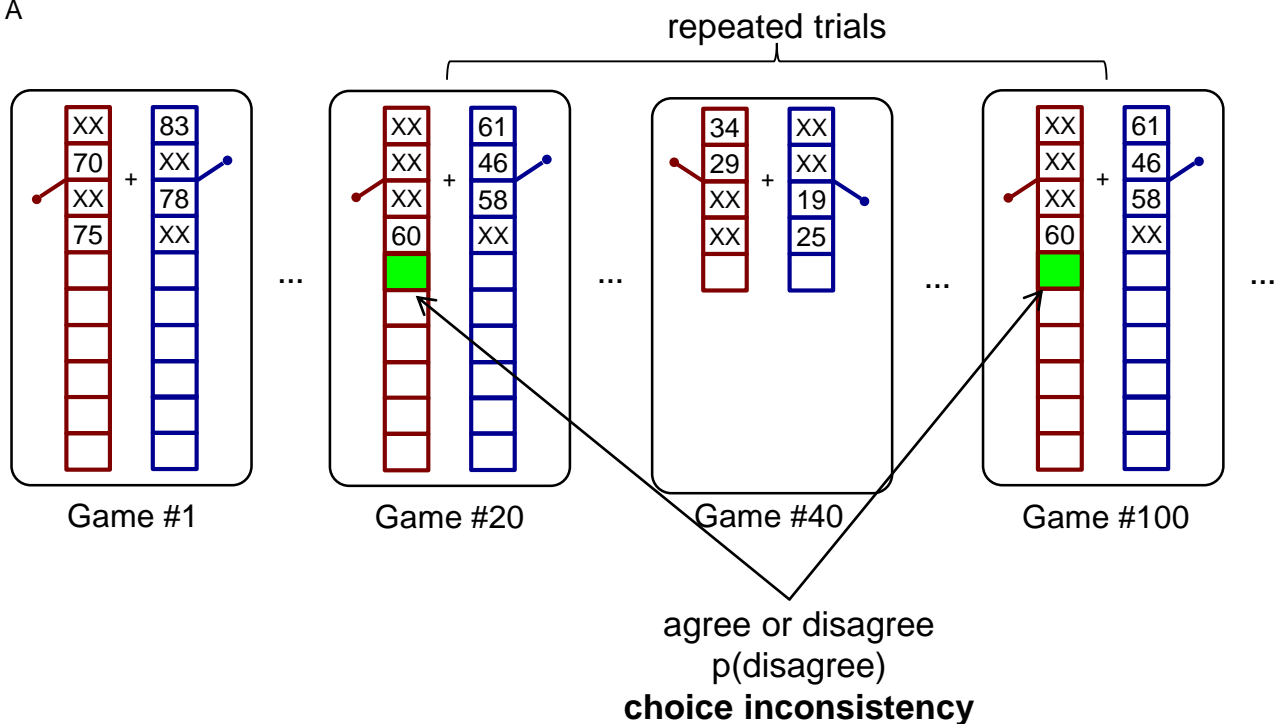 A
repeated trials
XX 83
70 + XX
XX 78
75 XX
XX 61
XX + 46
XX 58
60 XX
34 XX
29 + XX
XX 19
XX 25
XX 61
XX + 46
XX 58
60 XX
... ... ... ...
Game #1 Game #20 Game #40 Game #100
agree or disagree
p(disagree)
choice inconsistency